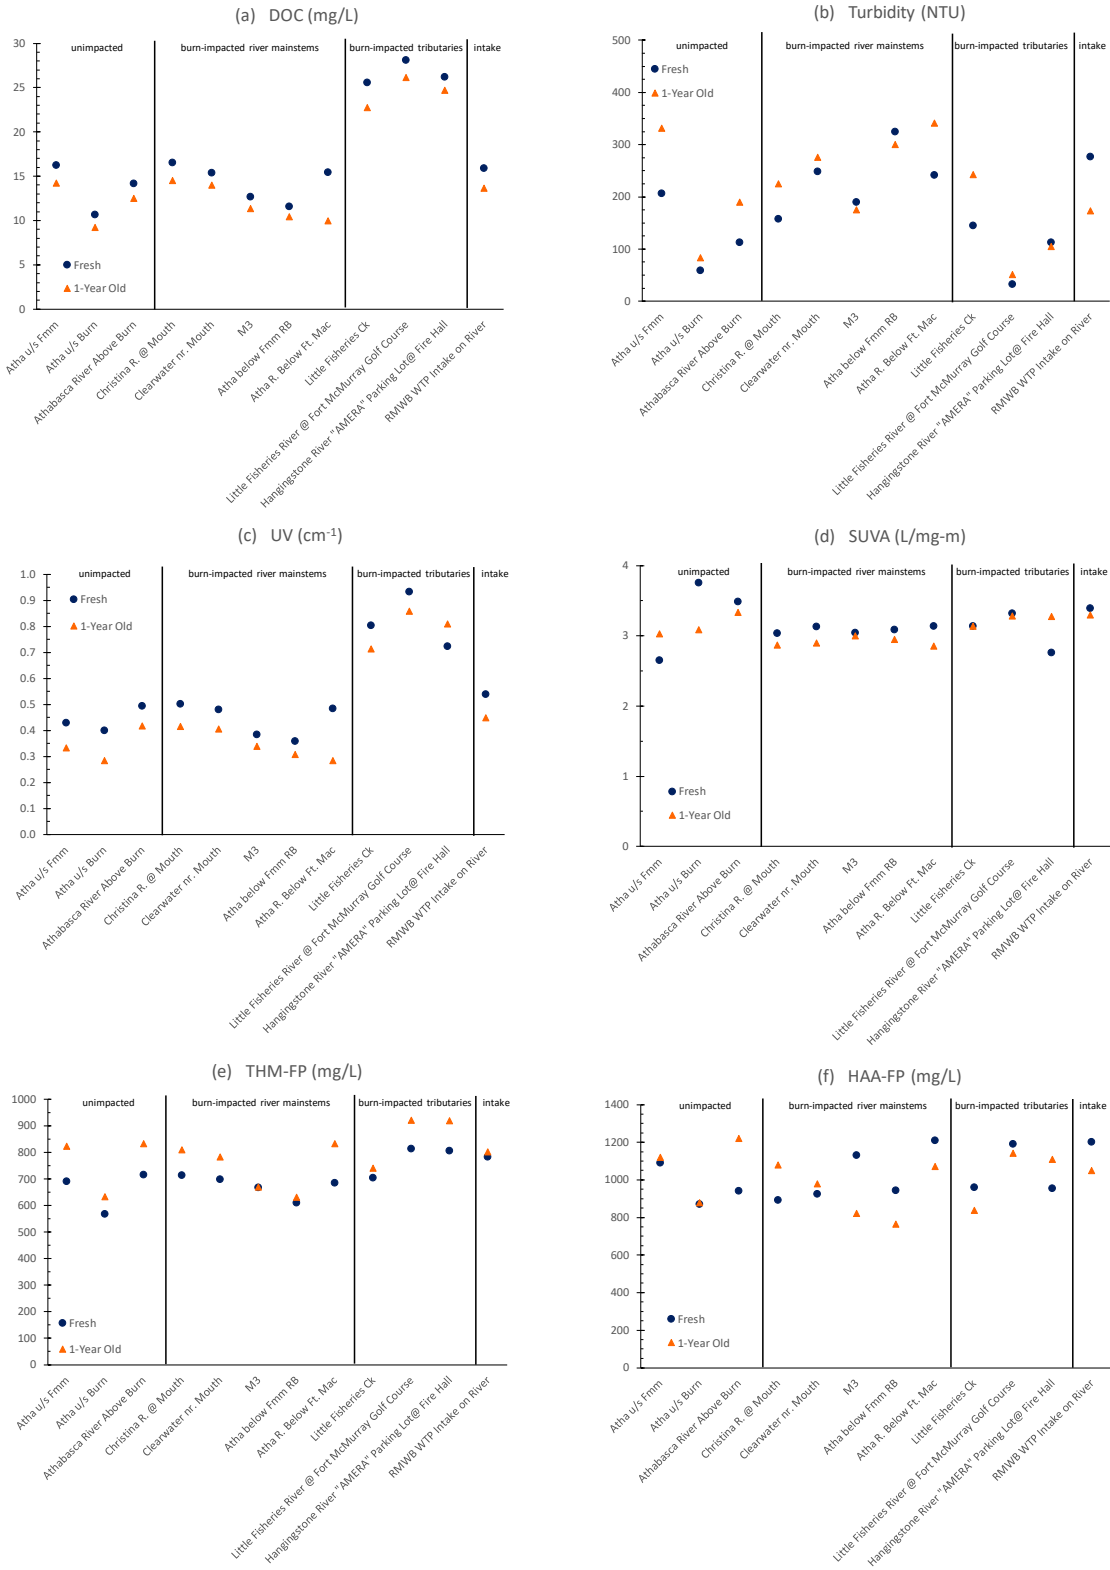 (a) DOC (mg/L)
unimpacted
burn-impacted river mainstems
burn-impacted tributaries
intake
30
25
20
15
10
5
0
Fresh
1-Year Old
Atha u/s Fmm
Atha u/s Burn
Athabasca River Above Burn
Christina R. @ Mouth
Clearwater nr. Mouth
M3
Atha below Fmm RB
Atha R. Below Ft. Mac
Little Fisheries Ck
Little Fisheries River @ Fort McMurray Golf Course
Hangingstone River "AMERA" Parking Lot@ Fire Hall
RMWB WTP Intake on River
(b) Turbidity (NTU)
unimpacted
burn-impacted river mainstems
burn-impacted tributaries
intake
500
400
300
200
100
0
Fresh
1-Year Old
Atha u/s Fmm
Atha u/s Burn
Athabasca River Above Burn
Christina R. @ Mouth
Clearwater nr. Mouth
M3
Atha below Fmm RB
Atha R. Below Ft. Mac
Little Fisheries Ck
Little Fisheries River @ Fort McMurray Golf Course
Hangingstone River "AMERA" Parking Lot@ Fire Hall
RMWB WTP Intake on River
(c) UV (cm-1)
unimpacted
burn-impacted river mainstems
burn-impacted tributaries
intake
1.0
0.9
0.8
0.7
0.6
0.5
0.4
0.3
0.2
0.1
0.0
Fresh
1-Year Old
Atha u/s Fmm
Atha u/s Burn
Athabasca River Above Burn
Christina R. @ Mouth
Clearwater nr. Mouth
M3
Atha below Fmm RB
Atha R. Below Ft. Mac
Little Fisheries Ck
Little Fisheries River @ Fort McMurray Golf Course
Hangingstone River "AMERA" Parking Lot@ Fire Hall
RMWB WTP Intake on River
(d) SUVA (L/mg-m)
unimpacted
burn-impacted river mainstems
burn-impacted tributaries
intake
4
3
2
1
0
Fresh
1-Year Old
Atha u/s Fmm
Atha u/s Burn
Athabasca River Above Burn
Christina R. @ Mouth
Clearwater nr. Mouth
M3
Atha below Fmm RB
Atha R. Below Ft. Mac
Little Fisheries Ck
Little Fisheries River @ Fort McMurray Golf Course
Hangingstone River "AMERA" Parking Lot@ Fire Hall
RMWB WTP Intake on River
(e) THM-FP (mg/L)
unimpacted
burn-impacted river mainstems
burn-impacted tributaries
intake
1000
900
800
700
600
500
400
300
200
100
0
Fresh
1-Year Old
Atha u/s Fmm
Atha u/s Burn
Athabasca River Above Burn
Christina R. @ Mouth
Clearwater nr. Mouth
M3
Atha below Fmm RB
Atha R. Below Ft. Mac
Little Fisheries Ck
Little Fisheries River @ Fort McMurray Golf Course
Hangingstone River "AMERA" Parking Lot@ Fire Hall
RMWB WTP Intake on River
(f) HAA-FP (mg/L)
unimpacted
burn-impacted river mainstems
burn-impacted tributaries
intake
1400
1200
1000
800
600
400
200
0
Fresh
1-Year Old
Atha u/s Fmm
Atha u/s Burn
Athabasca River Above Burn
Christina R. @ Mouth
Clearwater nr. Mouth
M3
Atha below Fmm RB
Atha R. Below Ft. Mac
Little Fisheries Ck
Little Fisheries River @ Fort McMurray Golf Course
Hangingstone River "AMERA" Parking Lot@ Fire Hall
RMWB WTP Intake on River